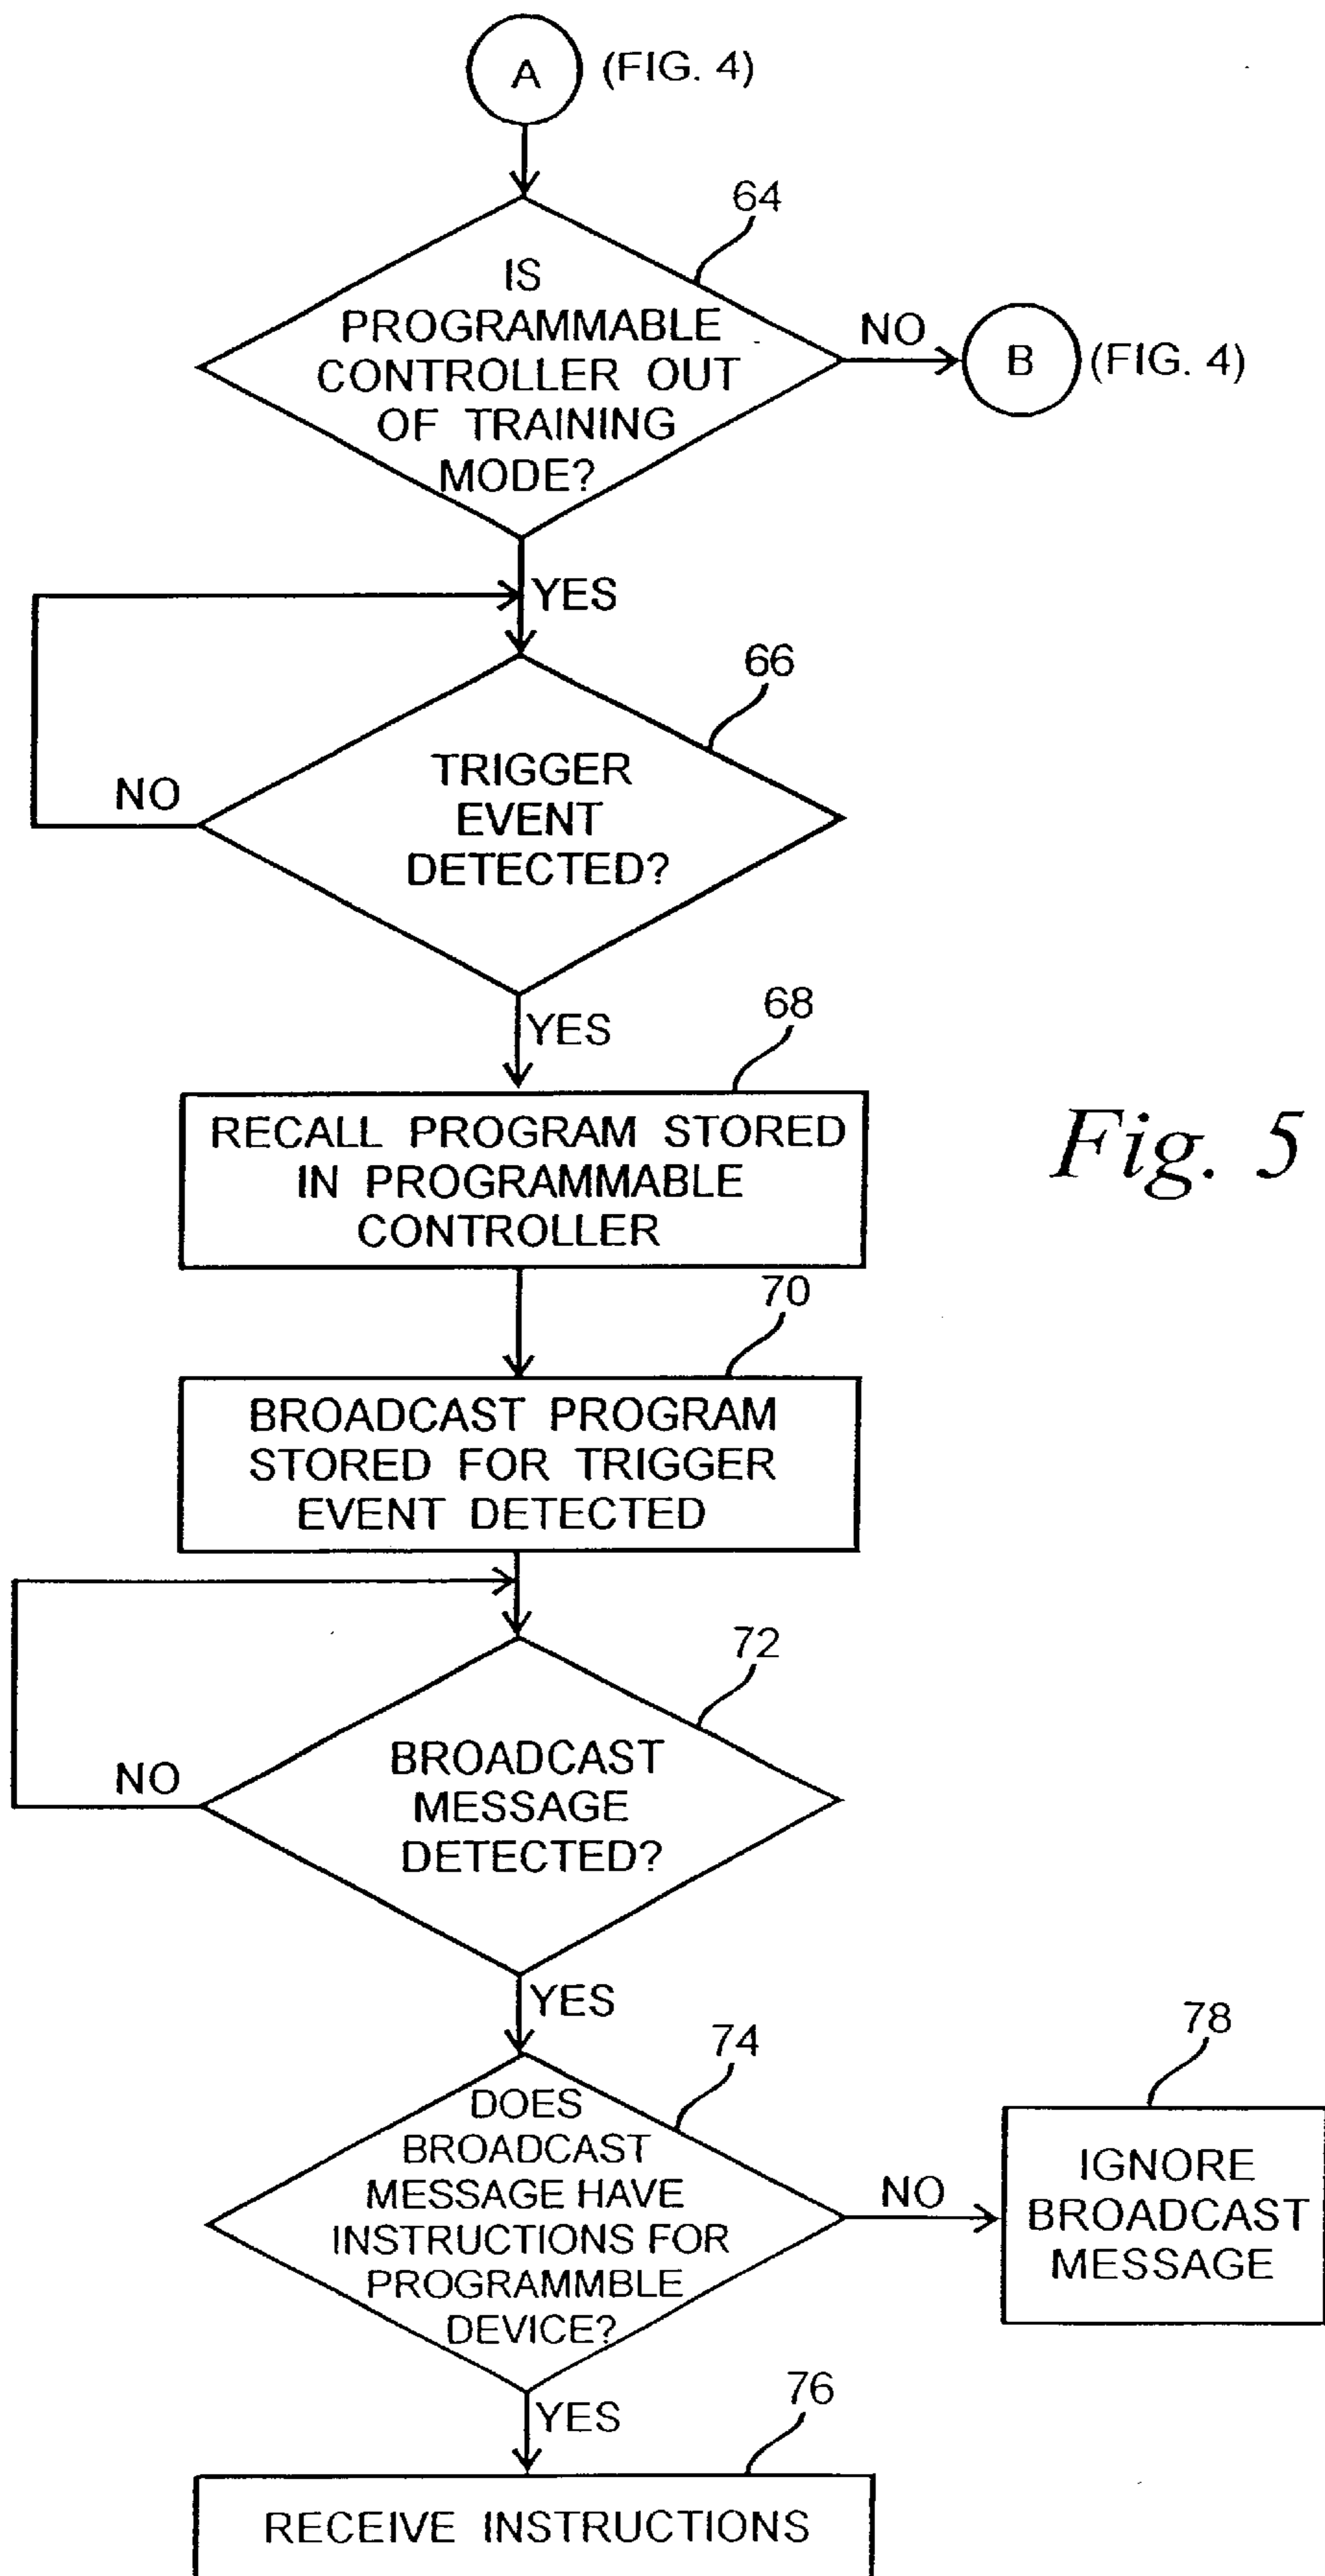 A (FIG. 4)
64
IS
PROGRAMMABLE
CONTROLLER OUT
OF TRAINING
MODE?
NO
B (FIG. 4)
YES
66
TRIGGER
EVENT
DETECTED?
NO
YES
68
RECALL PROGRAM STORED
IN PROGRAMMABLE
CONTROLLER
Fig. 5
70
BROADCAST PROGRAM
STORED FOR TRIGGER
EVENT DETECTED
72
BROADCAST
MESSAGE
DETECTED?
NO
YES
74
DOES
BROADCAST
MESSAGE HAVE
INSTRUCTIONS FOR
PROGRAMMBLE
DEVICE?
NO
78
IGNORE
BROADCAST
MESSAGE
YES
76
RECEIVE INSTRUCTIONS